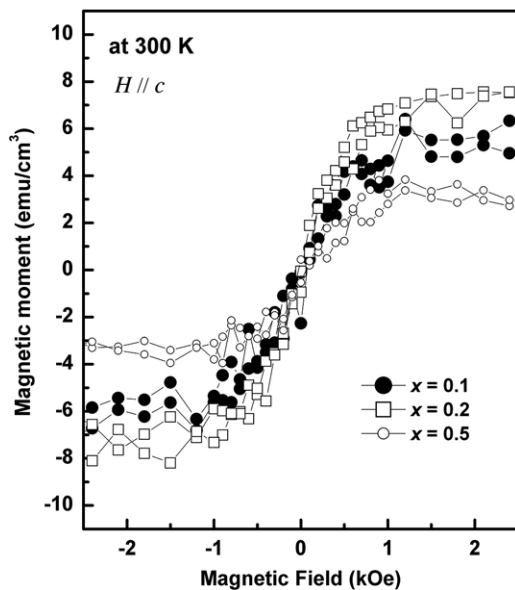 10
8
6
4
2
0
-2
-4
-6
-8
-10
Magnetic moment (emu/cm³)
at 300 K
H // c
x = 0.1
x = 0.2
x = 0.5
-2 -1 0 1 2
Magnetic Field (kOe)